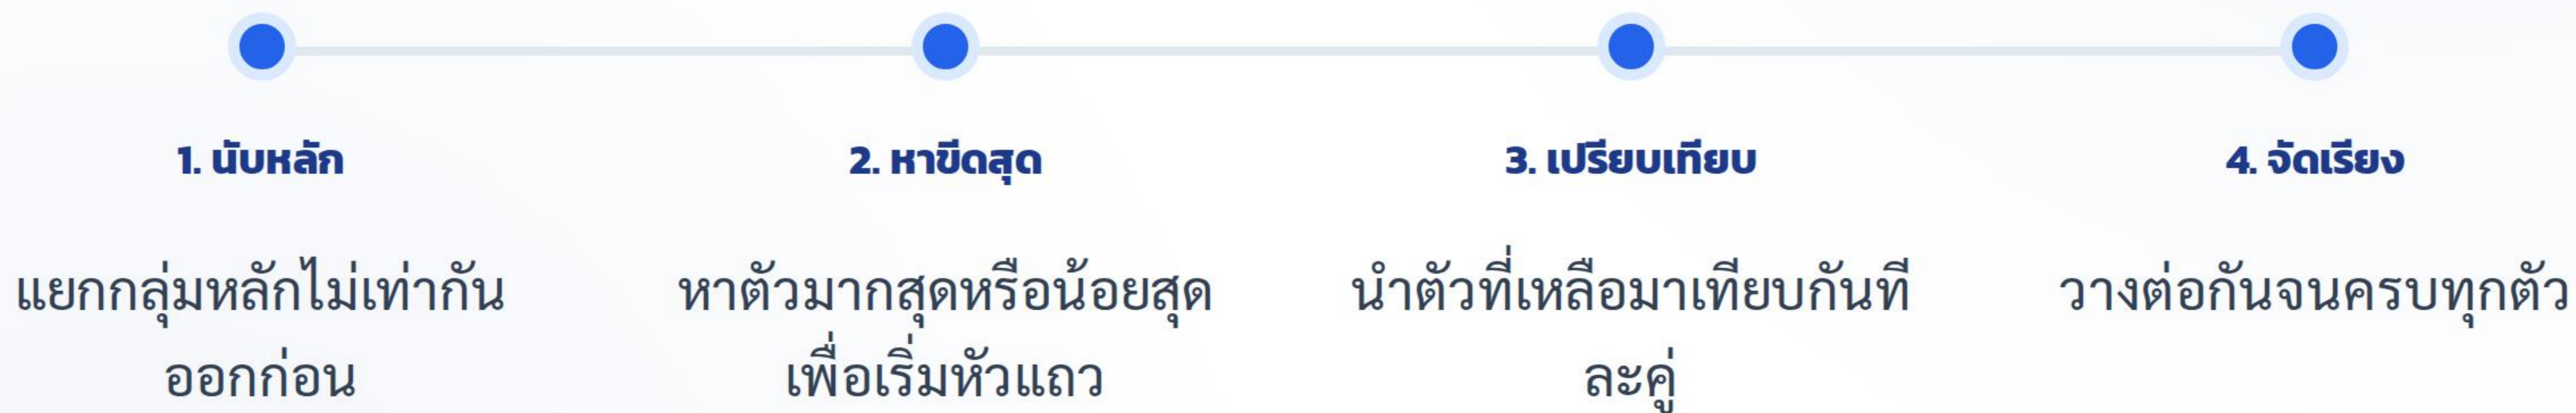 1. นับหลัก
แยกกลุ่มหลักไม่เท่ากัน
ออกก่อน
2. หาขีดสุด
หาตัวมากสุดหรือน้อยสุด
เพื่อเริ่มหัวแถว
3. เปรียบเทียบ
นำตัวที่เหลือมาเทียบกันที
ละคู่
4. จัดเรียง
วางต่อกันจนครบทุกตัว